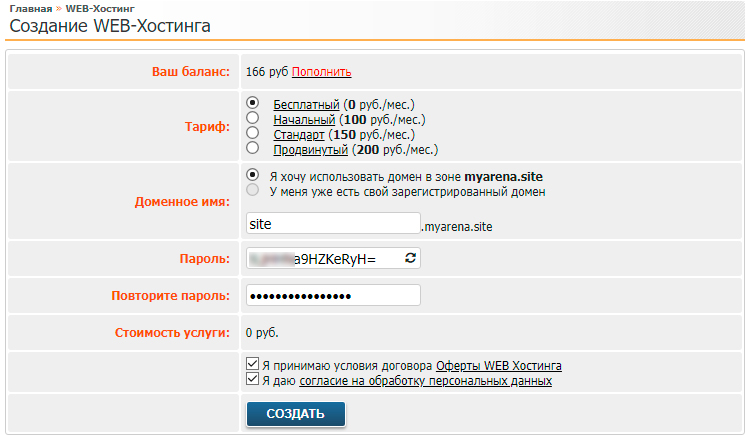 Главная » WEB-Хостинг
Создание WEB-Хостинга
Ваш баланс: 166 руб Пополнить
Тариф:
Бесплатный (0 руб./мес.)
Начальный (100 руб./мес.)
Стандарт (150 руб./мес.)
Продвинутый (200 руб./мес.)
Доменное имя:
Я хочу использовать домен в зоне myarena.site
У меня уже есть свой зарегистрированный домен
site .myarena.site
Пароль: a9HZKeRyH=
Повторите пароль: ••••••••••••••••
Стоимость услуги: 0 руб.
Я принимаю условия договора Оферты WEB Хостинга
Я даю согласие на обработку персональных данных
СОЗДАТЬ